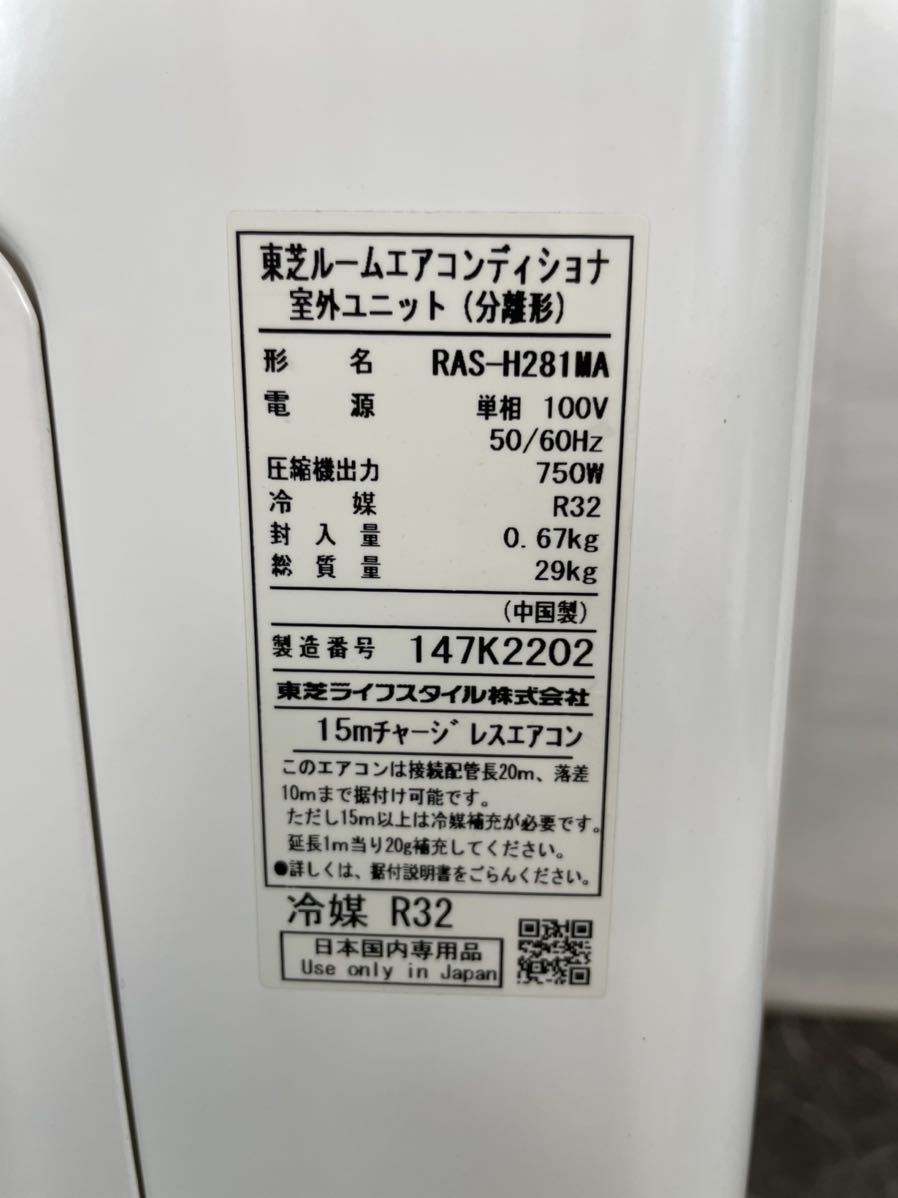 東芝ルームエアコンディショナ
室外ユニット(分離形)
形 名 RAS-H281MA
電 源 単相 100V
50/60Hz
圧縮機出力 750W
冷 媒 R32
封 入 量 0.67kg
総 質 量 29kg
(中国製)
製造番号 147K2202
東芝ライフスタイル株式会社
15mチャージレスエアコン
このエアコンは接続配管長20m、落差
10mまで据付け可能です。
ただし15m以上は冷媒補充が必要です。
延長1m当り20g補充してください。
●詳しくは、据付説明書をごらんください。
冷媒 R32
日本国内専用品
Use only in Japan